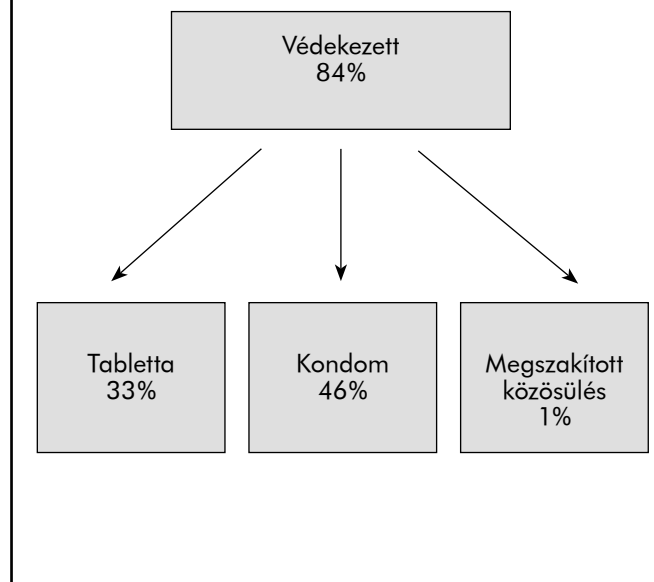 Védekezett
84%
Tabletta
33%
Kondom
46%
Megszakított
közösülés
1%